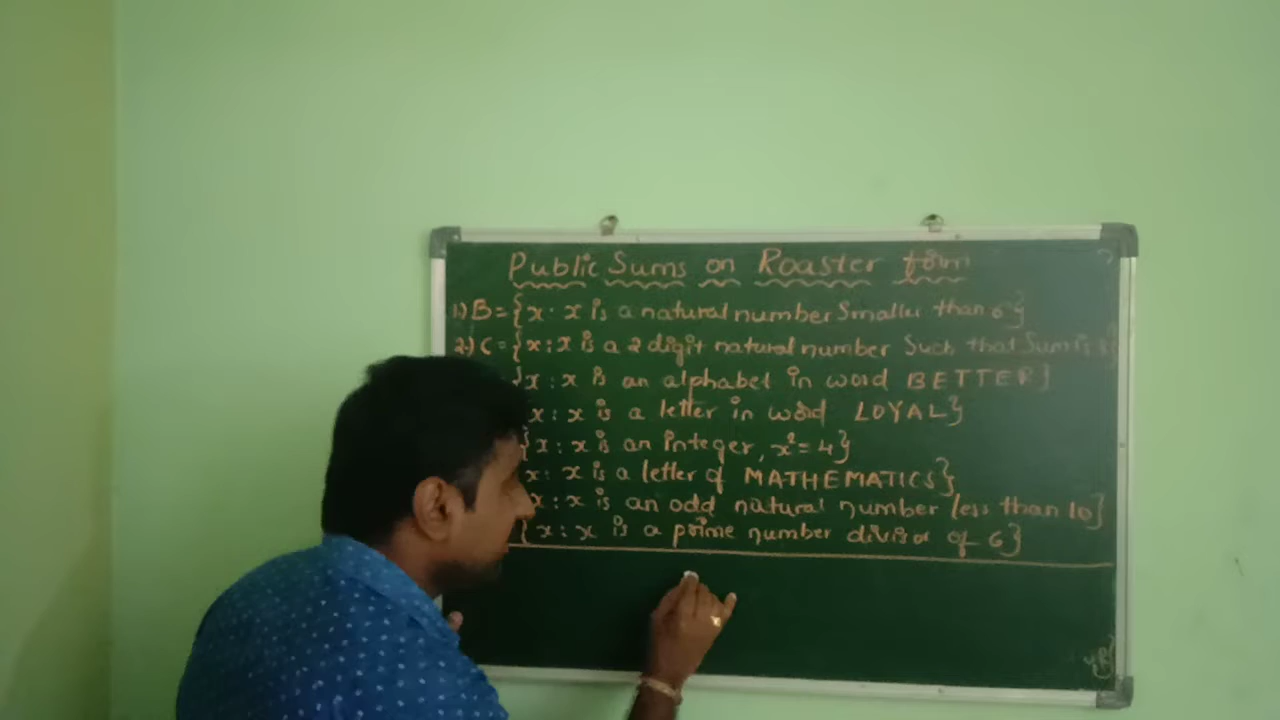 Public Sums on Roaster form
1) B = {x : x is a natural number Smaller than 6}
2) C = {x : x is a 2 digit natural number Such that Sum is
{x : x is an alphabet in word BETTER}
x : x is a letter in word LOYAL}
{x : x is an integer, x² = 4}
x : x is a letter of MATHEMATICS}
x : x is an odd natural number less than 10}
{x : x is a prime number divisor of 6}